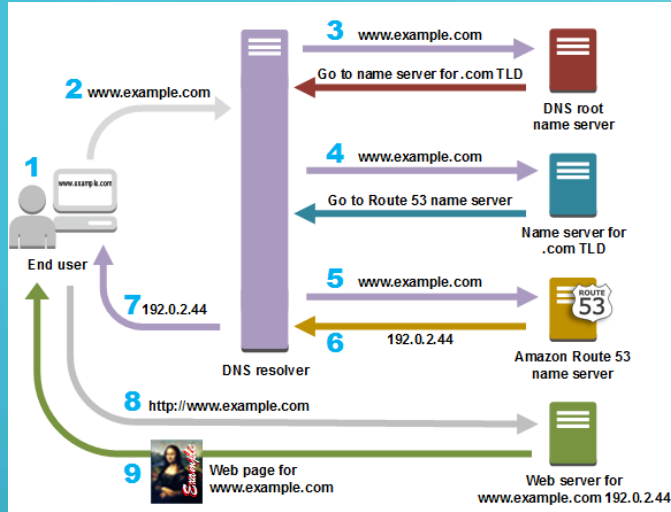 3 www.example.com
Go to name server for .com TLD
DNS root
name server
2 www.example.com
1
www.example.com
End user
4 www.example.com
Go to Route 53 name server
Name server for
.com TLD
5 www.example.com
ROUTE
53
6 192.0.2.44
Amazon Route 53
name server
7 192.0.2.44
DNS resolver
8 http://www.example.com
9
Example
Web page for
www.example.com
Web server for
www.example.com 192.0.2.44